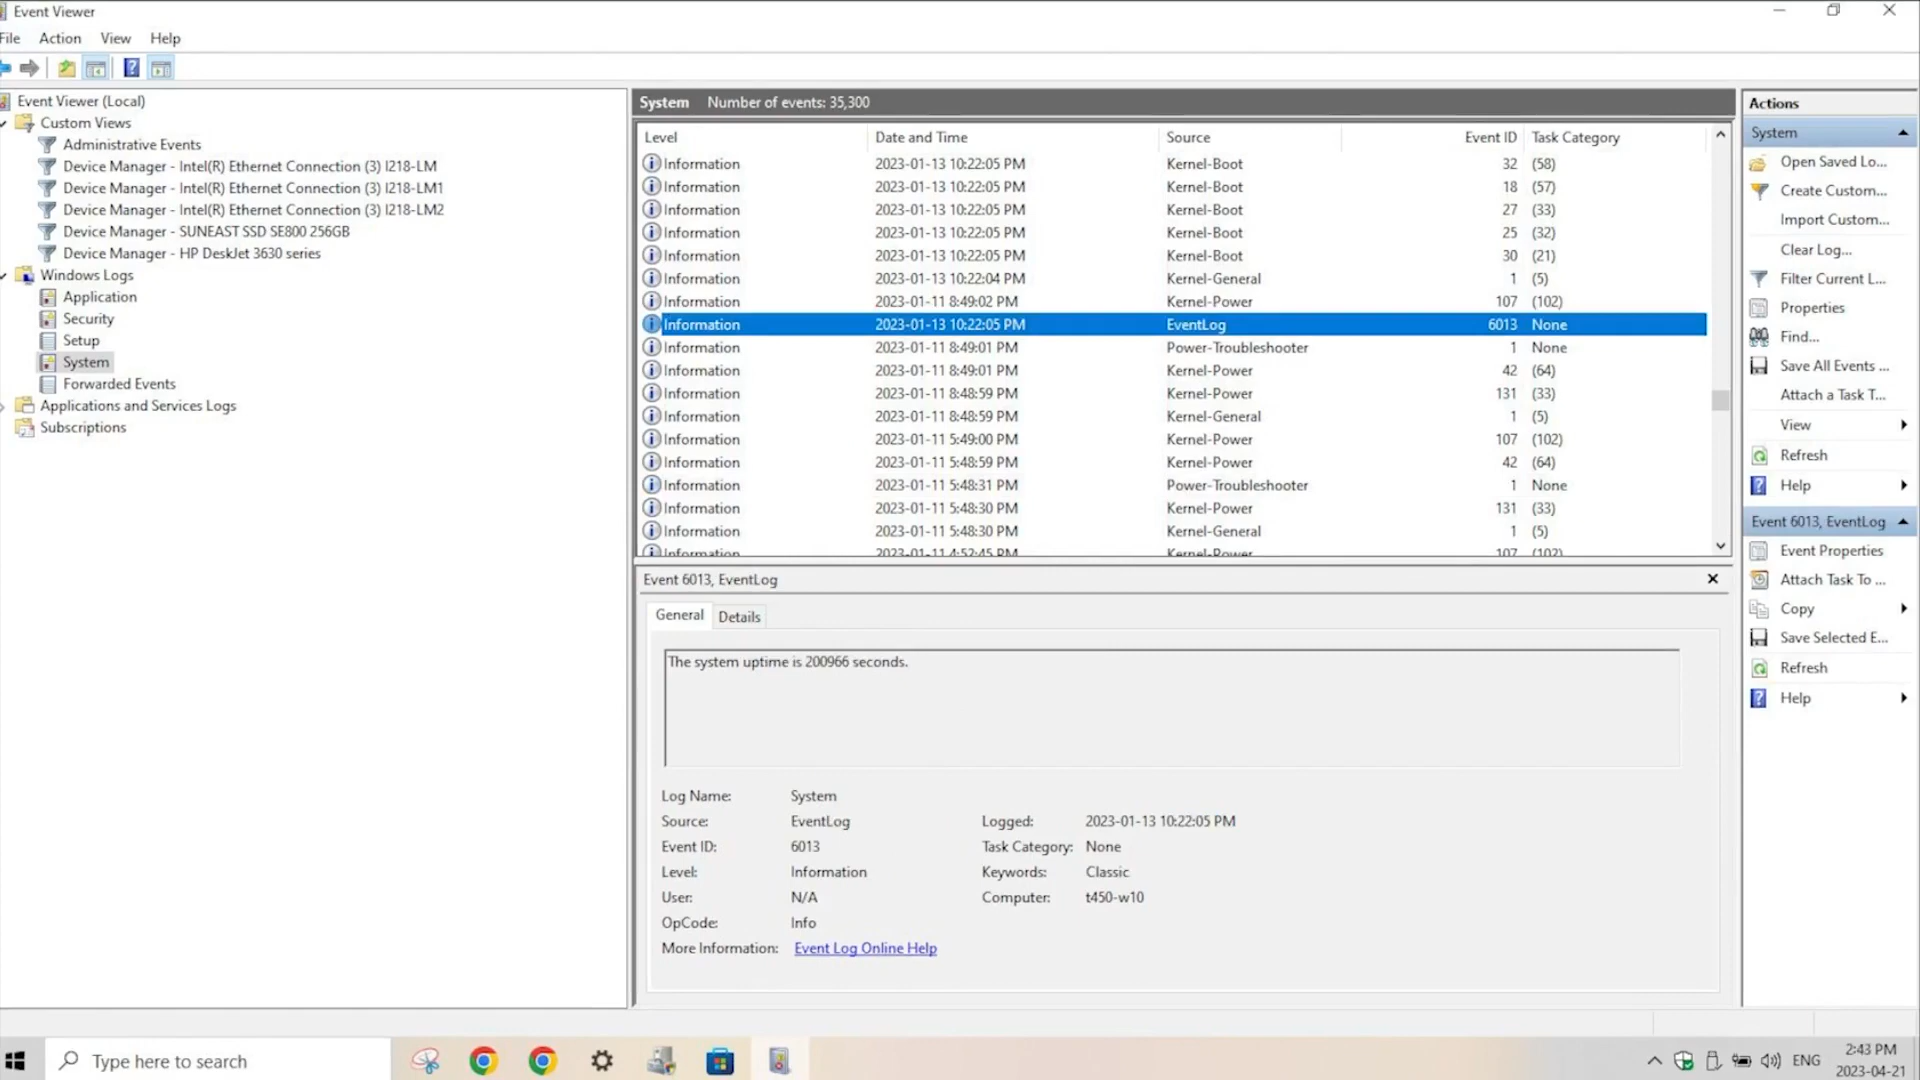 Event Viewer
File Action View Help
Event Viewer (Local)
Custom Views
Administrative Events
Device Manager - Intel(R) Ethernet Connection (3) I218-LM
Device Manager - Intel(R) Ethernet Connection (3) I218-LM1
Device Manager - Intel(R) Ethernet Connection (3) I218-LM2
Device Manager - SUNEAST SSD SE800 256GB
Device Manager - HP DeskJet 3630 series
Windows Logs
Application
Security
Setup
System
Forwarded Events
Applications and Services Logs
Subscriptions
System Number of events: 35,300
Level Date and Time Source Event ID Task Category
Information 2023-01-13 10:22:05 PM Kernel-Boot 32 (58)
Information 2023-01-13 10:22:05 PM Kernel-Boot 18 (57)
Information 2023-01-13 10:22:05 PM Kernel-Boot 27 (33)
Information 2023-01-13 10:22:05 PM Kernel-Boot 25 (32)
Information 2023-01-13 10:22:05 PM Kernel-Boot 30 (21)
Information 2023-01-13 10:22:04 PM Kernel-General 1 (5)
Information 2023-01-11 8:49:02 PM Kernel-Power 107 (102)
Information 2023-01-13 10:22:05 PM EventLog 6013 None
Information 2023-01-11 8:49:01 PM Power-Troubleshooter 1 None
Information 2023-01-11 8:49:01 PM Kernel-Power 42 (64)
Information 2023-01-11 8:48:59 PM Kernel-Power 131 (33)
Information 2023-01-11 8:48:59 PM Kernel-General 1 (5)
Information 2023-01-11 5:49:00 PM Kernel-Power 107 (102)
Information 2023-01-11 5:48:59 PM Kernel-Power 42 (64)
Information 2023-01-11 5:48:31 PM Power-Troubleshooter 1 None
Information 2023-01-11 5:48:30 PM Kernel-Power 131 (33)
Information 2023-01-11 5:48:30 PM Kernel-General 1 (5)
Information 2023-01-11 4:52:45 PM Kernel-Power 107 (102)
Event 6013, EventLog
General Details
The system uptime is 200966 seconds.
Log Name: System
Source: EventLog Logged: 2023-01-13 10:22:05 PM
Event ID: 6013 Task Category: None
Level: Information Keywords: Classic
User: N/A Computer: t450-w10
OpCode: Info
More Information: Event Log Online Help
Actions
System
Open Saved Lo...
Create Custom...
Import Custom...
Clear Log...
Filter Current L...
Properties
Find...
Save All Events ...
Attach a Task T...
View
Refresh
Help
Event 6013, EventLog
Event Properties
Attach Task To ...
Copy
Save Selected E...
Refresh
Help
Type here to search
ENG
2:43 PM
2023-04-21